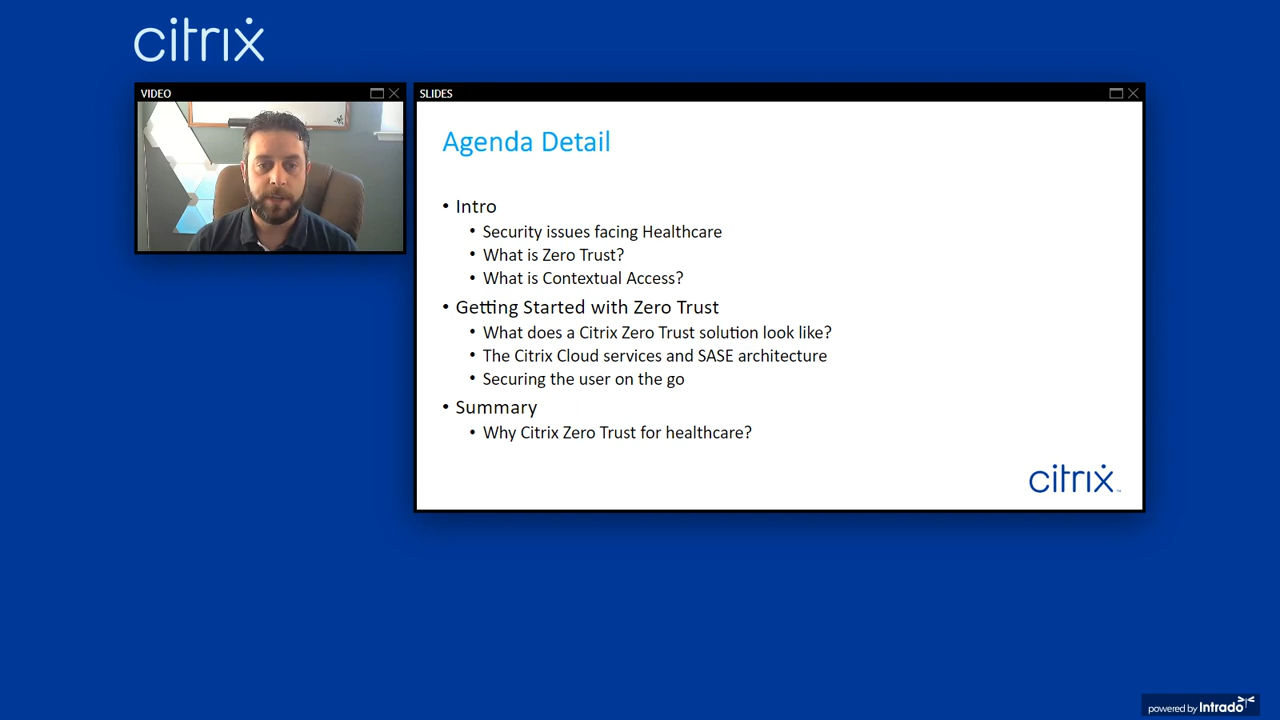 citrix
VIDEO
SLIDES
Agenda Detail
• Intro
• Security issues facing Healthcare
• What is Zero Trust?
• What is Contextual Access?
• Getting Started with Zero Trust
• What does a Citrix Zero Trust solution look like?
• The Citrix Cloud services and SASE architecture
• Securing the user on the go
• Summary
• Why Citrix Zero Trust for healthcare?
citrix™
powered by Intrado